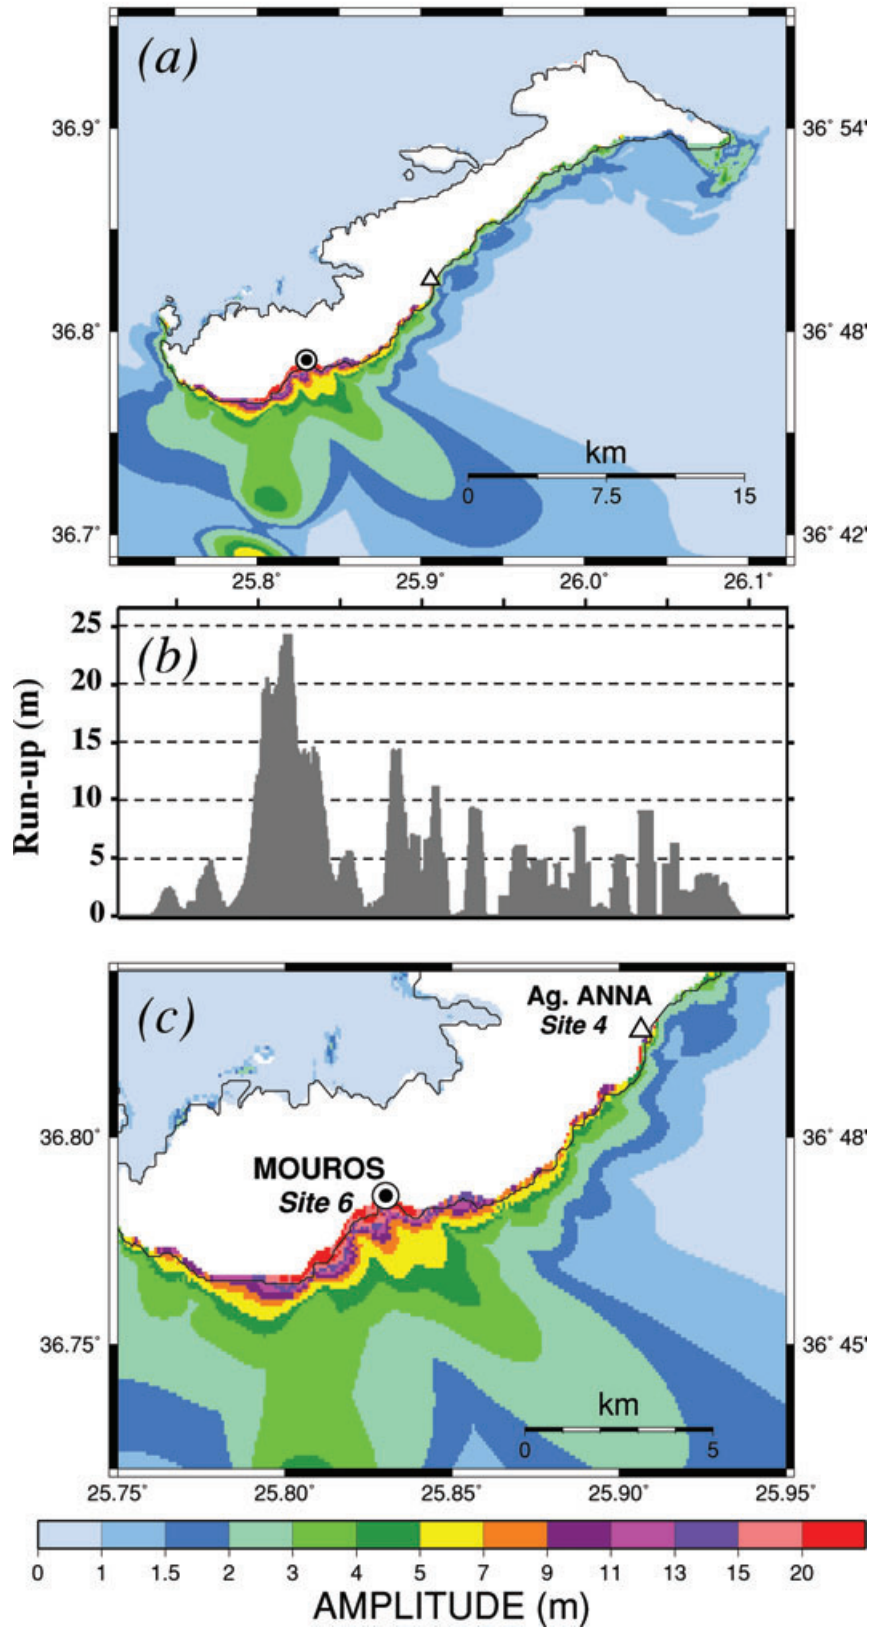 (a)
36.9°
36° 54'
36.8°
36° 48'
km
0 7.5 15
36.7°
36° 42'
25.8° 25.9° 26.0° 26.1°
(b)
Run-up (m)
25
20
15
10
5
0
(c)
Ag. ANNA
Site 4
36.80°
36° 48'
MOUROS
Site 6
36.75°
36° 45'
km
0 5
25.75° 25.80° 25.85° 25.90° 25.95°
0 1 1.5 2 3 4 5 7 9 11 13 15 20
AMPLITUDE (m)